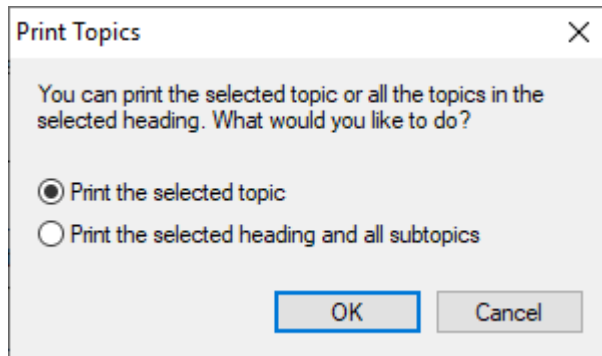 Print Topics
You can print the selected topic or all the topics in the
selected heading. What would you like to do?
Print the selected topic
Print the selected heading and all subtopics
OK Cancel